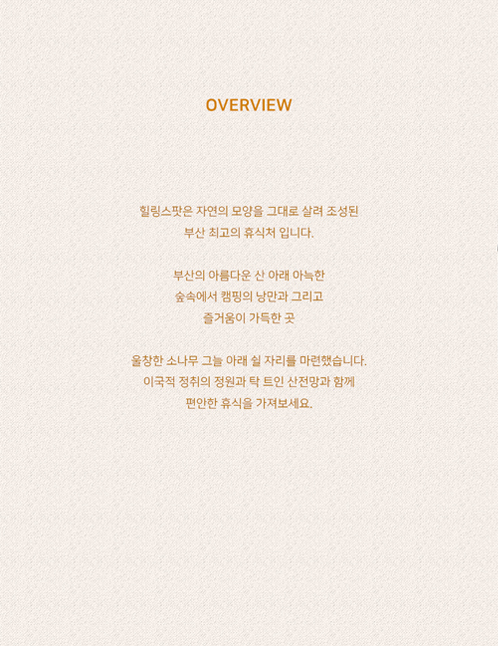 OVERVIEW
힐링스팟은 자연의 모양을 그대로 살려 조성된
부산 최고의 휴식처 입니다.
부산의 아름다운 산 아래 아늑한
숲속에서 캠핑의 낭만과 그리고
즐거움이 가득한 곳
울창한 소나무 그늘 아래 쉴 자리를 마련했습니다.
이국적 정취의 정원과 탁 트인 산전망과 함께
편안한 휴식을 가져보세요.